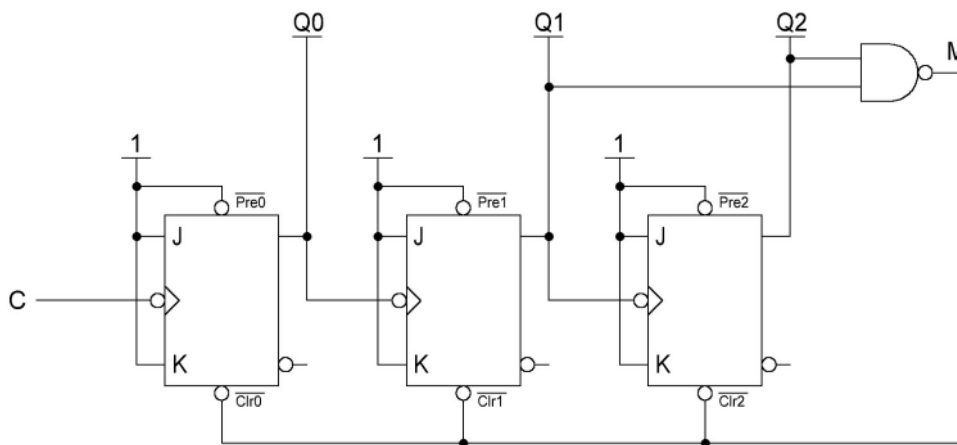 Q0 Q1 Q2
M
1 1 1
Pre0 Pre1 Pre2
J J J
C
K K K
Clr0 Clr1 Clr2